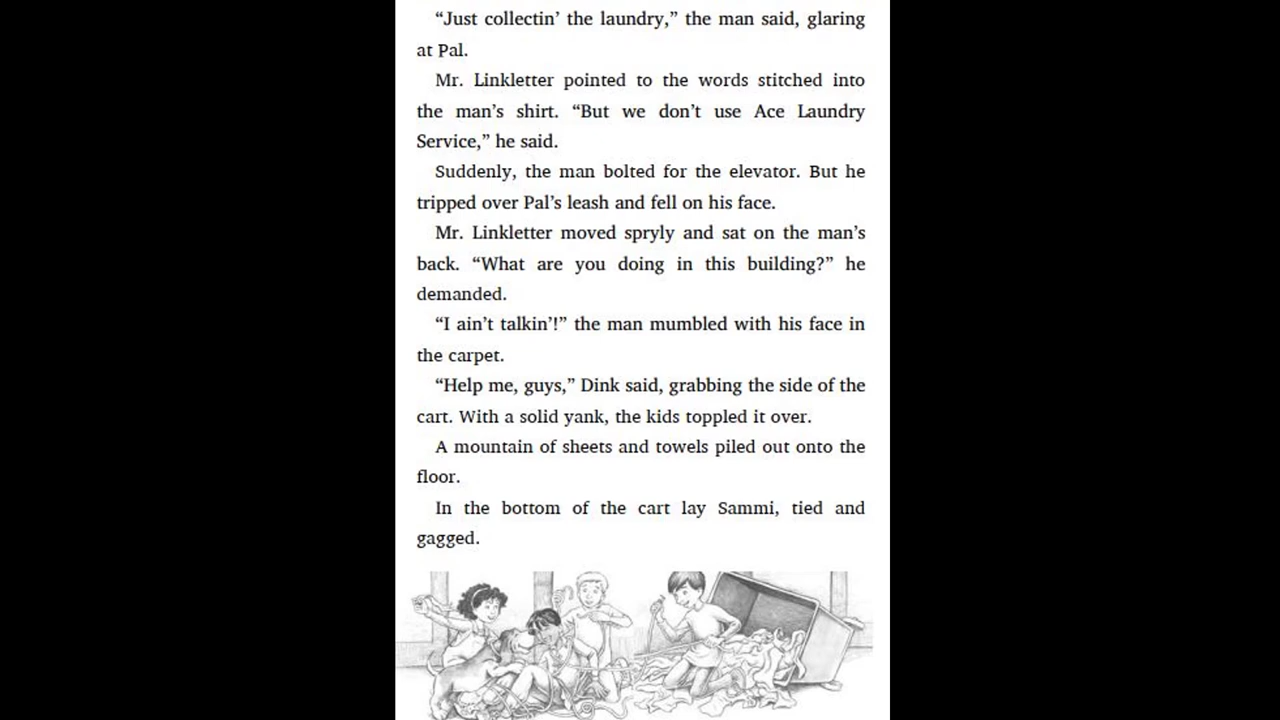 “Just collectin’ the laundry,” the man said, glaring
at Pal.
Mr. Linkletter pointed to the words stitched into
the man’s shirt. “But we don’t use Ace Laundry
Service,” he said.
Suddenly, the man bolted for the elevator. But he
tripped over Pal’s leash and fell on his face.
Mr. Linkletter moved spryly and sat on the man’s
back. “What are you doing in this building?” he
demanded.
“I ain’t talkin’!” the man mumbled with his face in
the carpet.
“Help me, guys,” Dink said, grabbing the side of the
cart. With a solid yank, the kids toppled it over.
A mountain of sheets and towels piled out onto the
floor.
In the bottom of the cart lay Sammi, tied and
gagged.